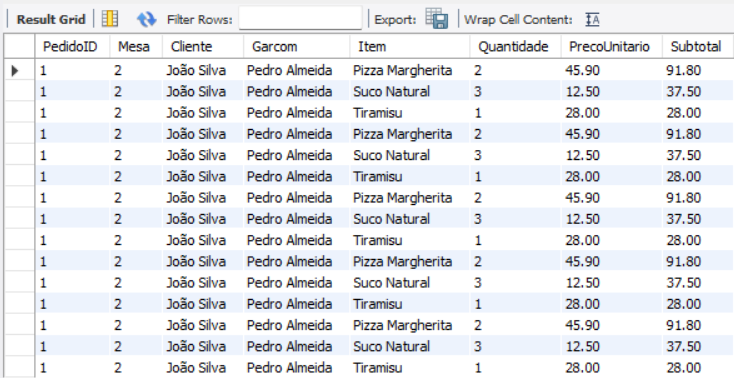 Result Grid Filter Rows: Export: Wrap Cell Content:
PedidoID Mesa Cliente Garcom Item Quantidade PrecoUnitario Subtotal
1 2 João Silva Pedro Almeida Pizza Margherita 2 45.90 91.80
1 2 João Silva Pedro Almeida Suco Natural 3 12.50 37.50
1 2 João Silva Pedro Almeida Tiramisu 1 28.00 28.00
1 2 João Silva Pedro Almeida Pizza Margherita 2 45.90 91.80
1 2 João Silva Pedro Almeida Suco Natural 3 12.50 37.50
1 2 João Silva Pedro Almeida Tiramisu 1 28.00 28.00
1 2 João Silva Pedro Almeida Pizza Margherita 2 45.90 91.80
1 2 João Silva Pedro Almeida Suco Natural 3 12.50 37.50
1 2 João Silva Pedro Almeida Tiramisu 1 28.00 28.00
1 2 João Silva Pedro Almeida Pizza Margherita 2 45.90 91.80
1 2 João Silva Pedro Almeida Suco Natural 3 12.50 37.50
1 2 João Silva Pedro Almeida Tiramisu 1 28.00 28.00
1 2 João Silva Pedro Almeida Pizza Margherita 2 45.90 91.80
1 2 João Silva Pedro Almeida Suco Natural 3 12.50 37.50
1 2 João Silva Pedro Almeida Tiramisu 1 28.00 28.00